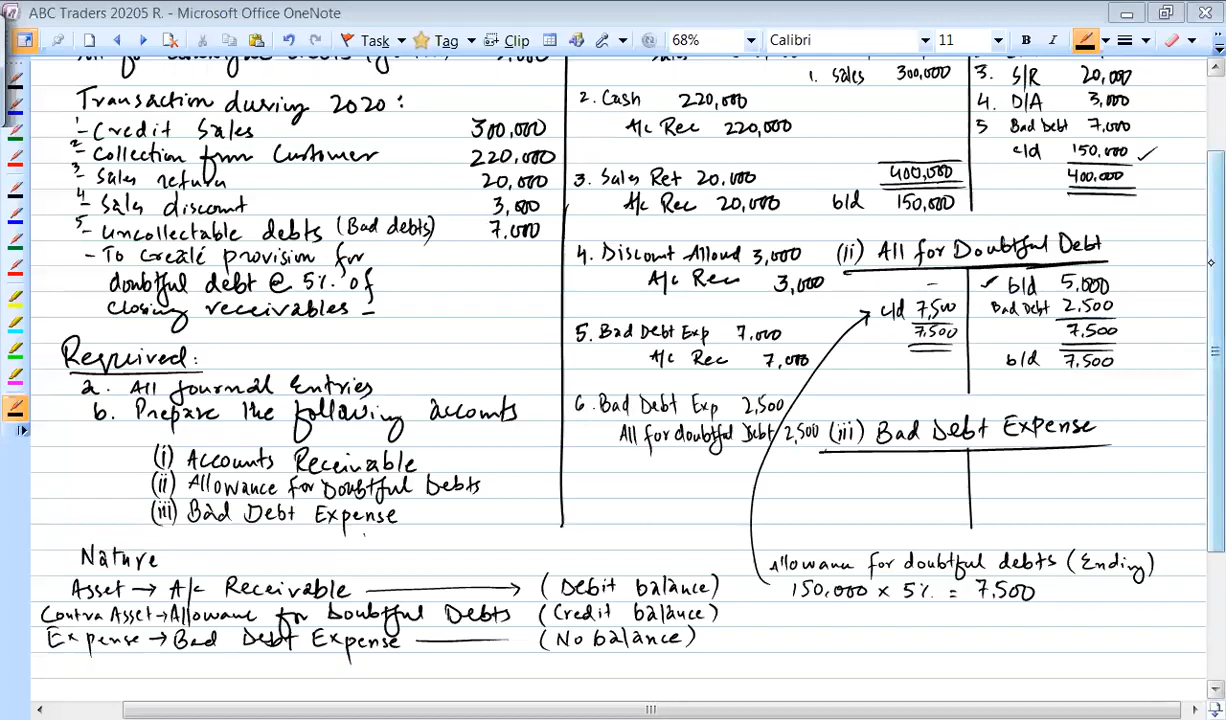 ABC Traders 20205 R. - Microsoft Office OneNote
Task Tag Clip 68% Calibri 11 B I
Transaction during 2020:
1 - Credit Sales 300,000
2 - Collection from Customer 220,000
3 - Sales return 20,000
4 - Sales discount 3,000
5 - Uncollectable debts (Bad debts) 7,000
- To create provision for
doubtful debt @ 5% of
closing receivables -
Required:
a. All Journal Entries
b. Prepare the following accounts
(i) Accounts Receivable
(ii) Allowance for Doubtful Debts
(iii) Bad Debt Expense
Nature
Asset → A/c Receivable → (Debit balance)
Contra Asset → Allowance for Doubtful Debts (Credit balance)
Expense → Bad Debt Expense (No balance)
1. Sales 300,000
2. Cash 220,000
A/c Rec 220,000
3. Sales Ret 20,000
A/c Rec 20,000
4. Discount Allowd 3,000
A/c Rec 3,000
5. Bad Debt Exp 7,000
A/c Rec 7,000
6. Bad Debt Exp 2,500
All for doubtful Debt 2,500
400,000
b/d 150,000
3. S/R 20,000
4. D/A 3,000
5 Bad Debt 7,000
c/d 150,000 ✓
400,000
(ii) All for Doubtful Debt
- ✓ b/d 5,000
c/d 7,500 Bad Debt 2,500
7,500 7,500
b/d 7,500
(iii) Bad Debt Expense
Allowance for doubtful debts (Ending)
150,000 × 5% = 7,500